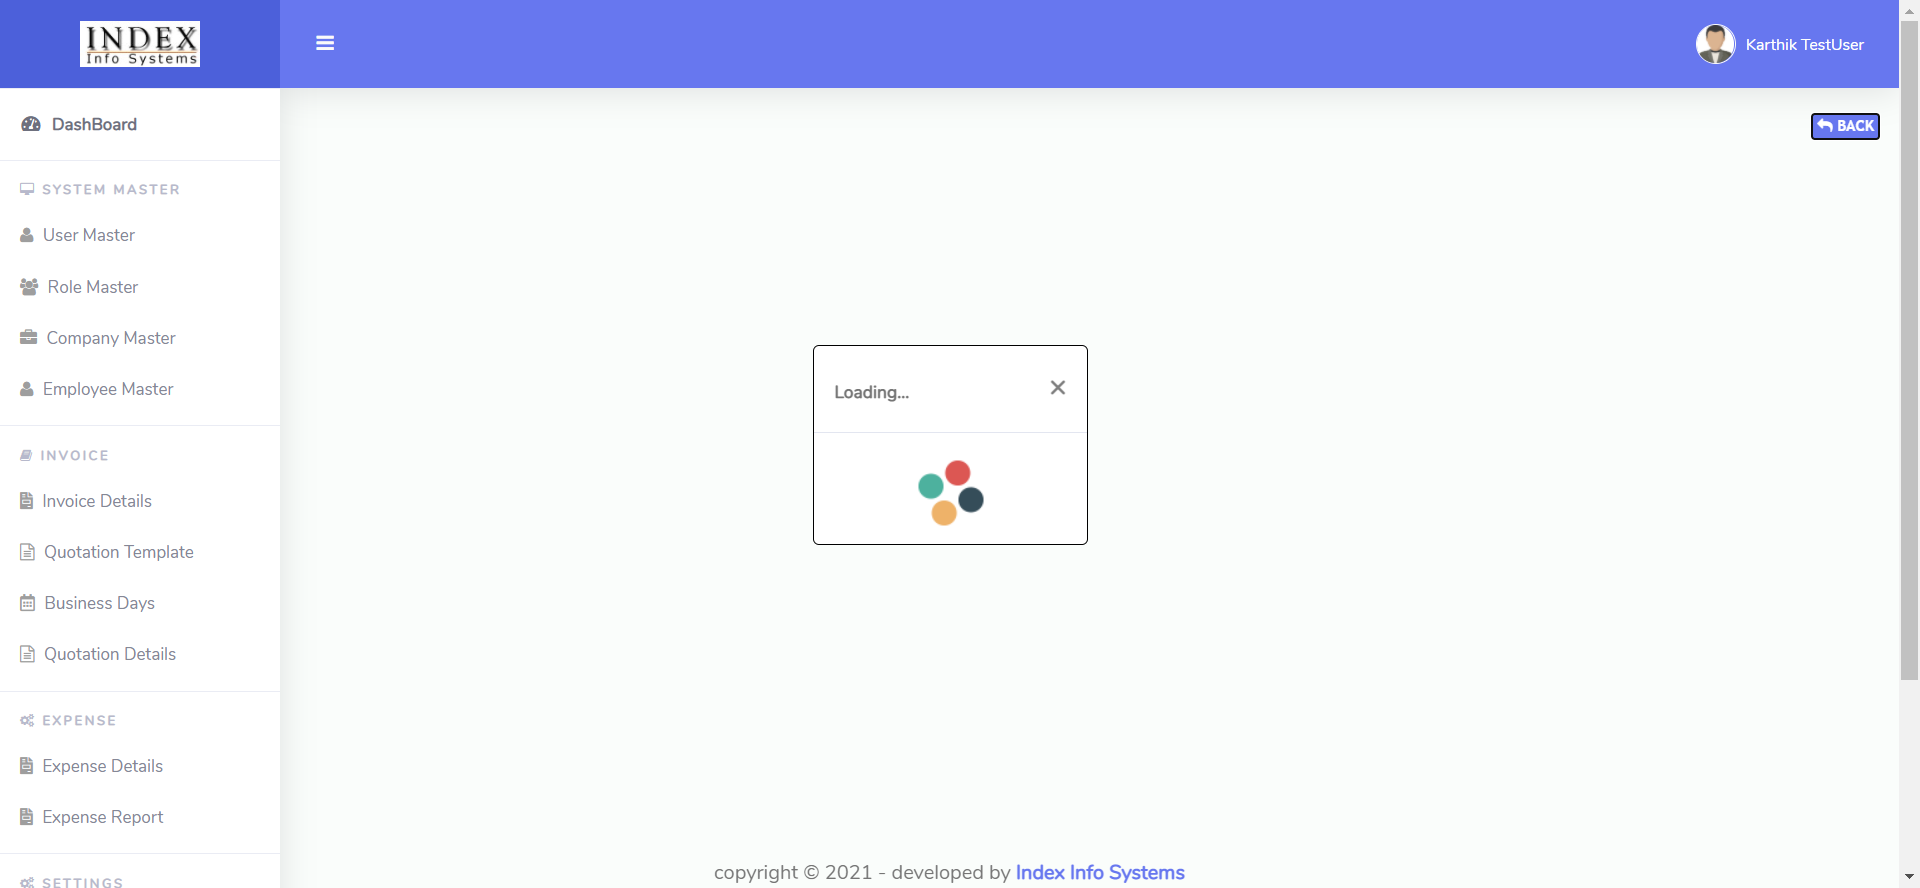 INDEX
Info Systems
Karthik TestUser
DashBoard
BACK
SYSTEM MASTER
User Master
Role Master
Company Master
Employee Master
INVOICE
Invoice Details
Quotation Template
Business Days
Quotation Details
EXPENSE
Expense Details
Expense Report
SETTINGS
Loading...
copyright © 2021 - developed by Index Info Systems